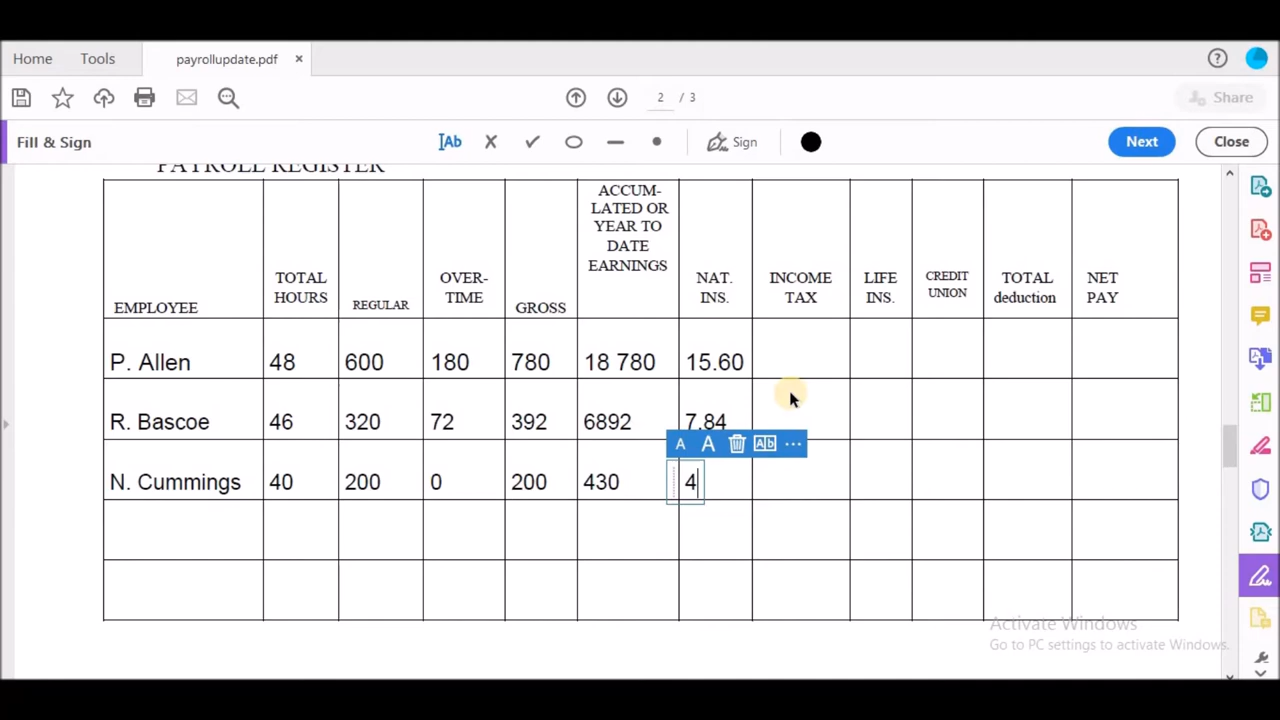 Home Tools payrollupdate.pdf ×
2 / 3
Share
Fill & Sign
IAb
Sign
Next
Close
PAYROLL REGISTER
EMPLOYEE
TOTAL HOURS
REGULAR
OVER-TIME
GROSS
ACCUM-
LATED OR
YEAR TO
DATE
EARNINGS
NAT.
INS.
INCOME
TAX
LIFE
INS.
CREDIT
UNION
TOTAL
deduction
NET
PAY
P. Allen 48 600 180 780 18 780 15.60
R. Bascoe 46 320 72 392 6892 7.84
A A Ab ...
N. Cummings 40 200 0 200 430 4
Activate Windows
Go to PC settings to activate Windows.